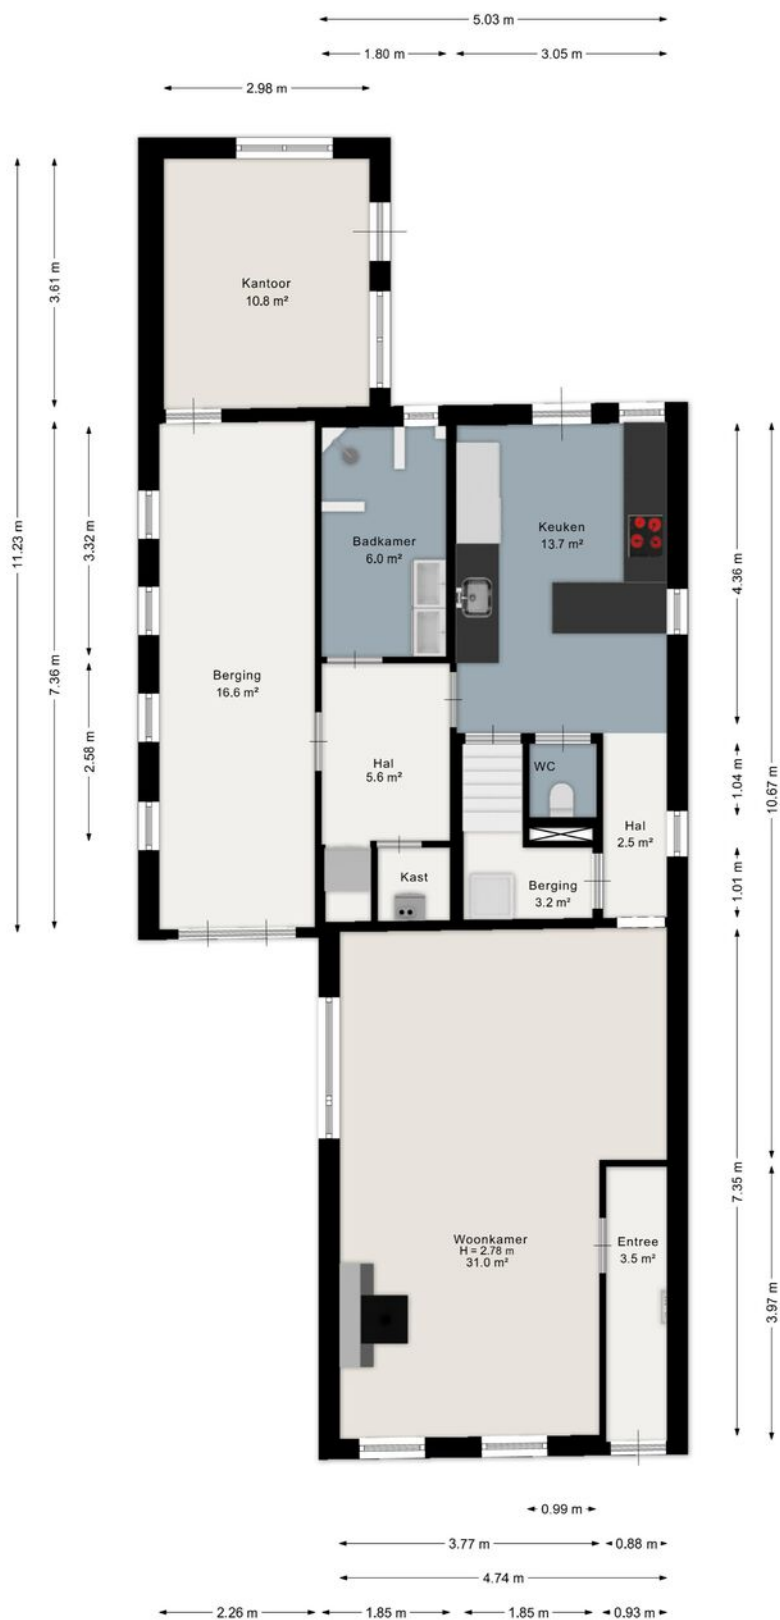 5.03 m
1.80 m
3.05 m
2.98 m
3.61 m
11.23 m
Kantoor
10.8 m²
7.36 m
3.32 m
2.58 m
Badkamer
6.0 m²
Keuken
13.7 m²
4.36 m
Berging
16.6 m²
Hal
5.6 m²
WC
Hal
2.5 m²
1.04 m
1.01 m
10.67 m
Kast
Berging
3.2 m²
Woonkamer
H = 2.78 m
31.0 m²
Entree
3.5 m²
7.35 m
3.97 m
0.99 m
3.77 m
0.88 m
4.74 m
2.26 m
1.85 m
1.85 m
0.93 m